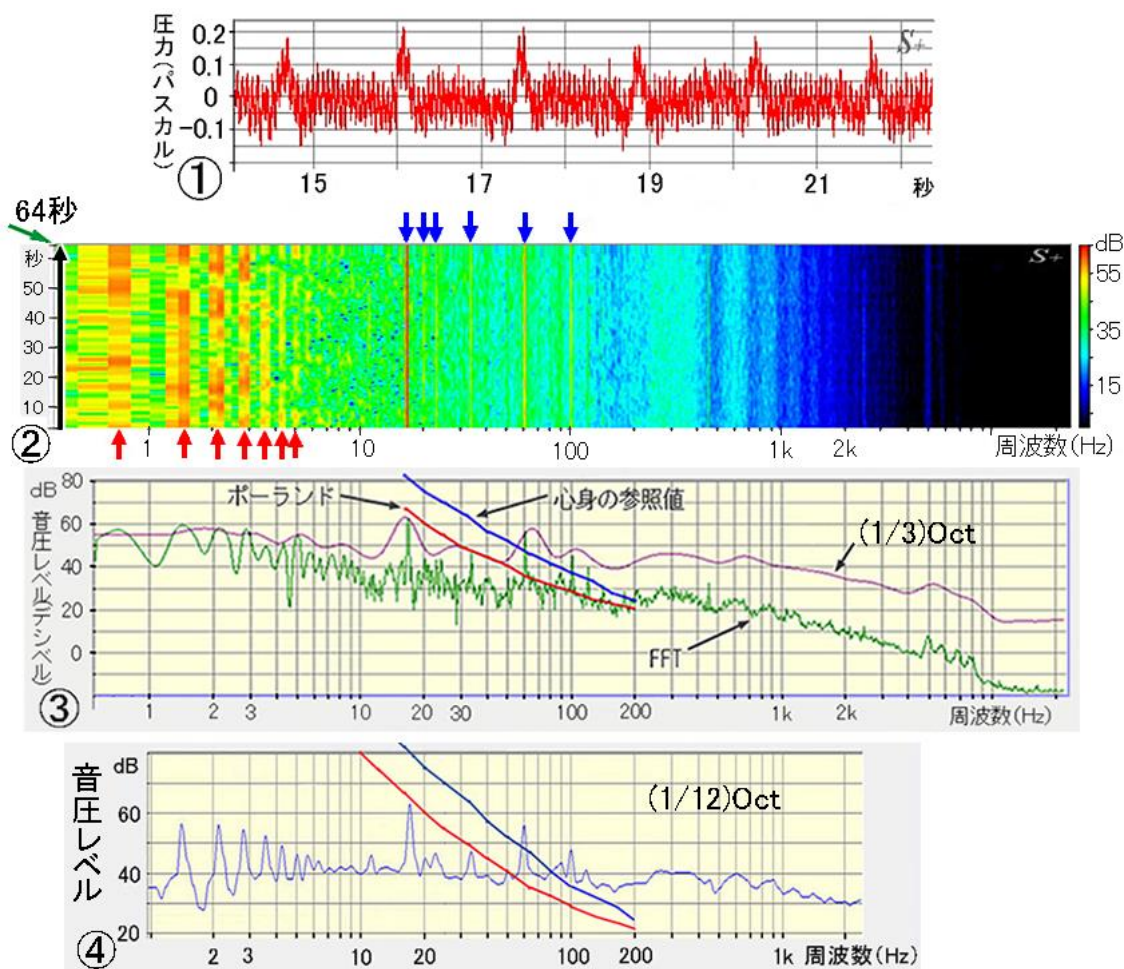 圧力(パスカル)
0.2
0.1
0
-0.1
S+
①
15 17 19 21 秒
64秒
秒
50
40
30
20
10
S+
dB
55
35
15
②
1 10 100 1k 2k 周波数(Hz)
dB
80
60
40
20
0
音圧レベル(デシベル)
ポーランド
心身の参照値
(1/3)Oct
FFT
③
1 2 3 10 20 30 100 200 1k 2k 周波数(Hz)
dB
60
40
20
音圧レベル
(1/12)Oct
④
2 3 10 20 100 200 1k 周波数(Hz)